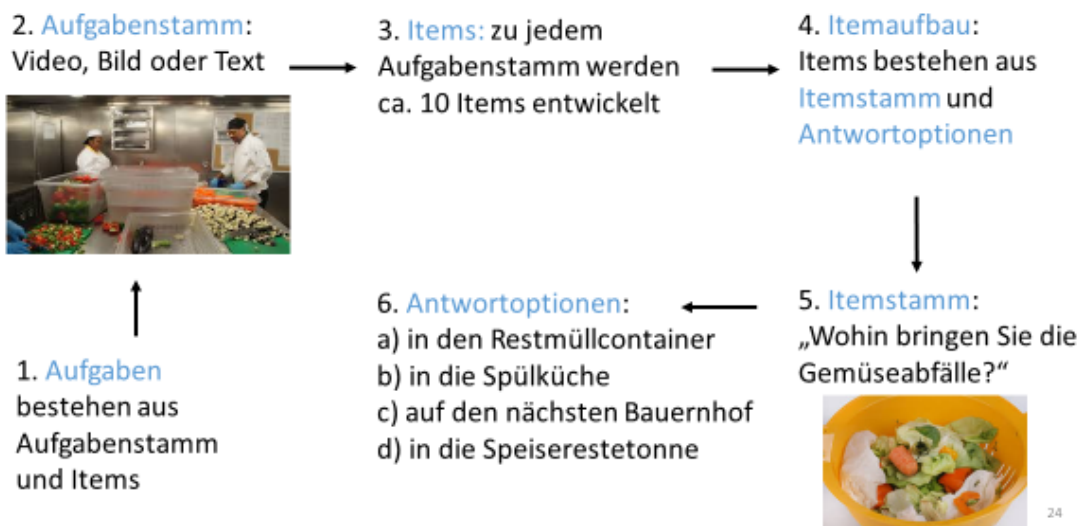 2. Aufgabenstamm:
Video, Bild oder Text
3. Items: zu jedem
Aufgabenstamm werden
ca. 10 Items entwickelt
4. Itemaufbau:
Items bestehen aus
Itemstamm und
Antwortoptionen
1. Aufgaben
bestehen aus
Aufgabenstamm
und Items
6. Antwortoptionen:
a) in den Restmüllcontainer
b) in die Spülküche
c) auf den nächsten Bauernhof
d) in die Speiserestetonne
5. Itemstamm:
„Wohin bringen Sie die
Gemüseabfälle?“
24